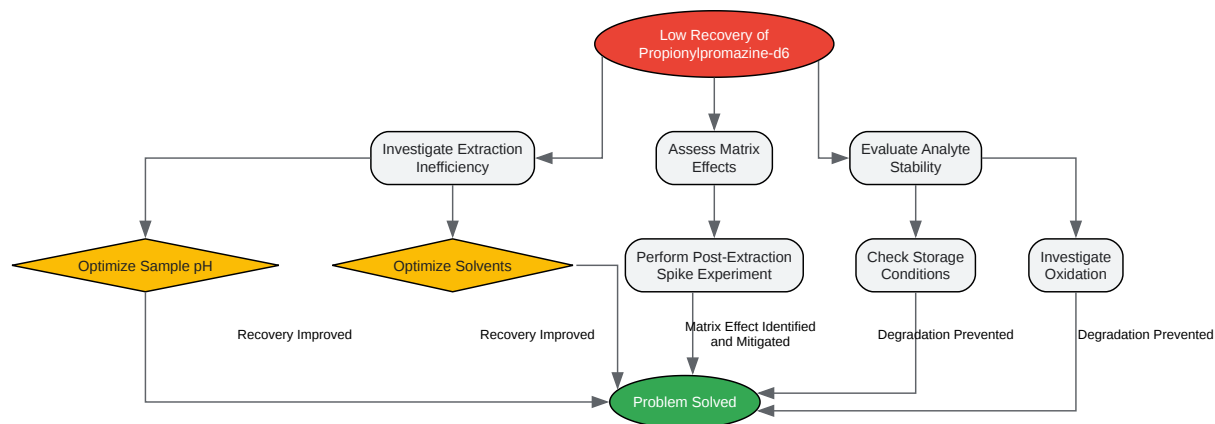 Low Recovery of
Propionylpromazine-d6
Investigate Extraction
Inefficiency
Assess Matrix
Effects
Evaluate Analyte
Stability
Optimize Sample pH
Optimize Solvents
Perform Post-Extraction
Spike Experiment
Check Storage
Conditions
Investigate
Oxidation
Recovery Improved
Recovery Improved
Matrix Effect Identified
and Mitigated
Degradation Prevented
Degradation Prevented
Problem Solved